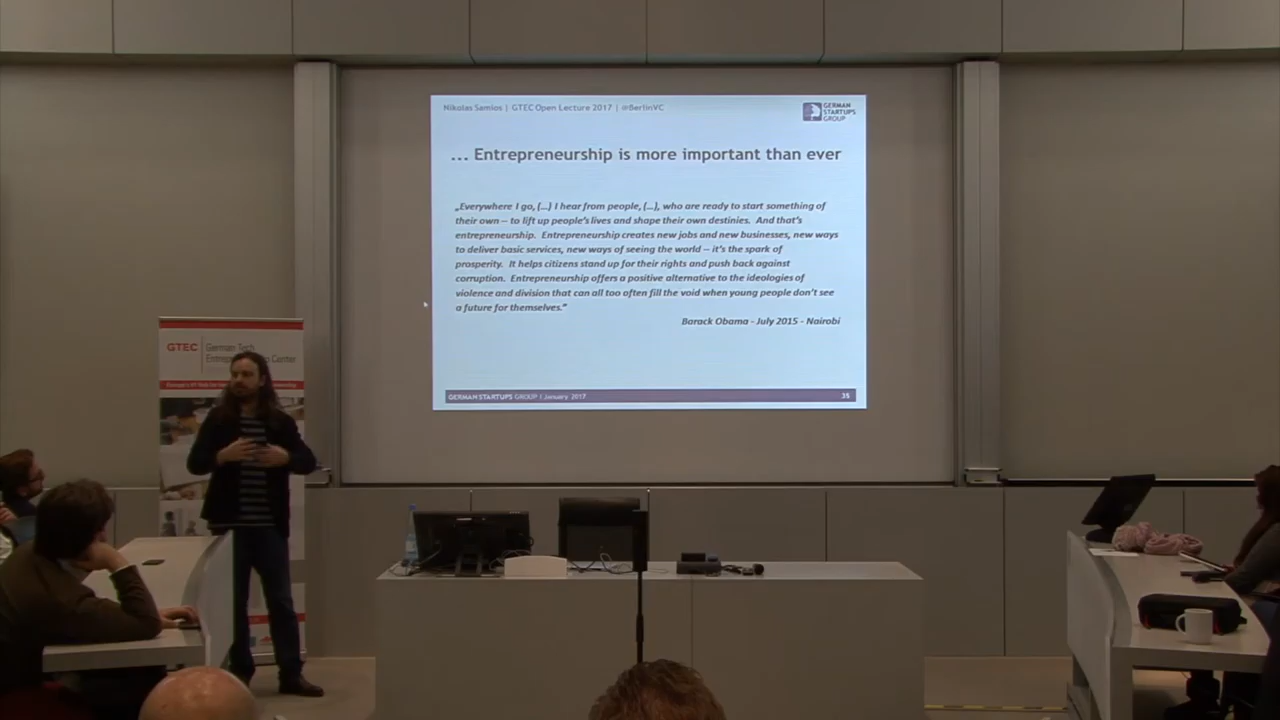 Nikolas Samios | GTEC Open Lecture 2017 | @BerlinVC
GERMAN
STARTUPS
GROUP
... Entrepreneurship is more important than ever
„Everywhere I go, (...) I hear from people, (...), who are ready to start something of
their own — to lift up people's lives and shape their own destinies. And that's
entrepreneurship. Entrepreneurship creates new jobs and new businesses, new ways
to deliver basic services, new ways of seeing the world — it's the spark of
prosperity. It helps citizens stand up for their rights and push back against
corruption. Entrepreneurship offers a positive alternative to the ideologies of
violence and division that can all too often fill the void when young people don't see
a future for themselves."
Barack Obama - July 2015 - Nairobi
GERMAN STARTUPS GROUP | January 2017
35
GTEC
German Tech
Center